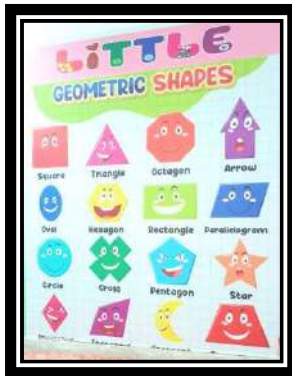 LiTTLE
GEOMETRIC SHAPES
Square Triangle Octagon Arrow
Oval Hexagon Rectangle Parallelogram
Circle Cross Pentagon Star